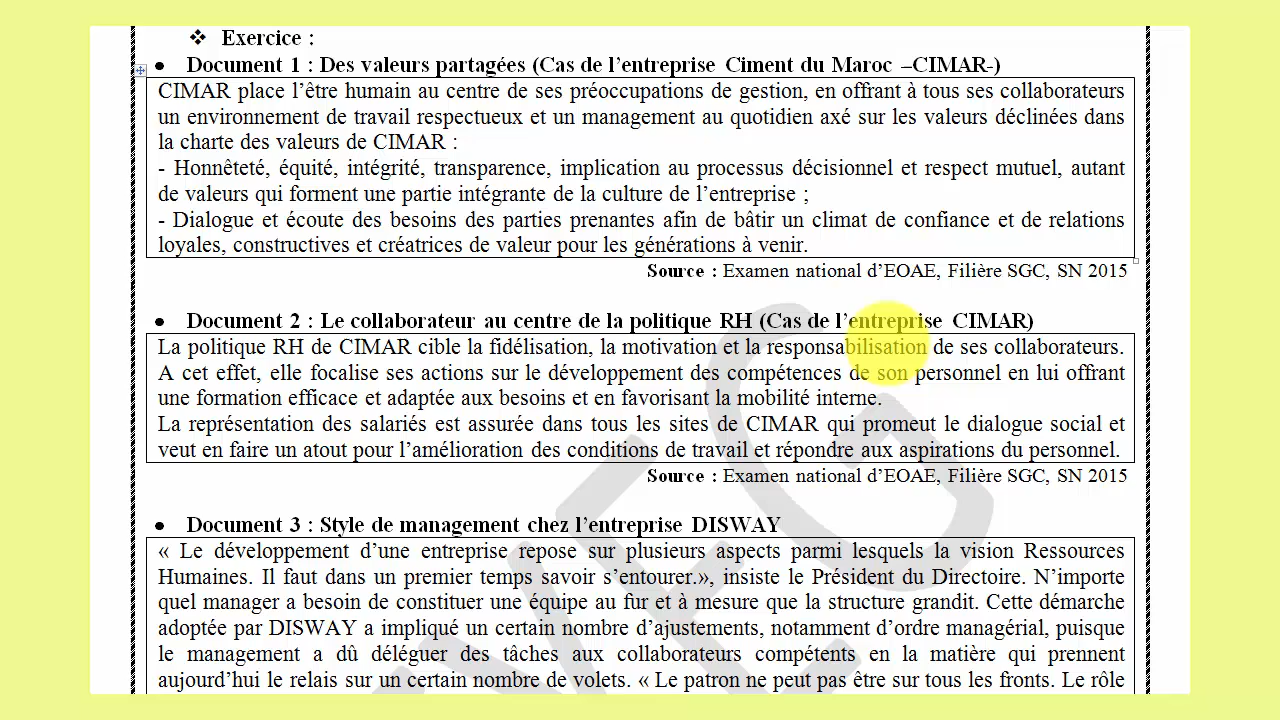 ❖ Exercice :
• Document 1 : Des valeurs partagées (Cas de l’entreprise Ciment du Maroc –CIMAR-)
CIMAR place l’être humain au centre de ses préoccupations de gestion, en offrant à tous ses collaborateurs
un environnement de travail respectueux et un management au quotidien axé sur les valeurs déclinées dans
la charte des valeurs de CIMAR :
- Honnêteté, équité, intégrité, transparence, implication au processus décisionnel et respect mutuel, autant
de valeurs qui forment une partie intégrante de la culture de l’entreprise ;
- Dialogue et écoute des besoins des parties prenantes afin de bâtir un climat de confiance et de relations
loyales, constructives et créatrices de valeur pour les générations à venir.
Source : Examen national d’EOAE, Filière SGC, SN 2015
• Document 2 : Le collaborateur au centre de la politique RH (Cas de l’entreprise CIMAR)
La politique RH de CIMAR cible la fidélisation, la motivation et la responsabilisation de ses collaborateurs.
A cet effet, elle focalise ses actions sur le développement des compétences de son personnel en lui offrant
une formation efficace et adaptée aux besoins et en favorisant la mobilité interne.
La représentation des salariés est assurée dans tous les sites de CIMAR qui promeut le dialogue social et
veut en faire un atout pour l’amélioration des conditions de travail et répondre aux aspirations du personnel.
Source : Examen national d’EOAE, Filière SGC, SN 2015
• Document 3 : Style de management chez l’entreprise DISWAY
« Le développement d’une entreprise repose sur plusieurs aspects parmi lesquels la vision Ressources
Humaines. Il faut dans un premier temps savoir s’entourer.», insiste le Président du Directoire. N’importe
quel manager a besoin de constituer une équipe au fur et à mesure que la structure grandit. Cette démarche
adoptée par DISWAY a impliqué un certain nombre d’ajustements, notamment d’ordre managérial, puisque
le management a dû déléguer des tâches aux collaborateurs compétents en la matière qui prennent
aujourd’hui le relais sur un certain nombre de volets. « Le patron ne peut pas être sur tous les fronts. Le rôle